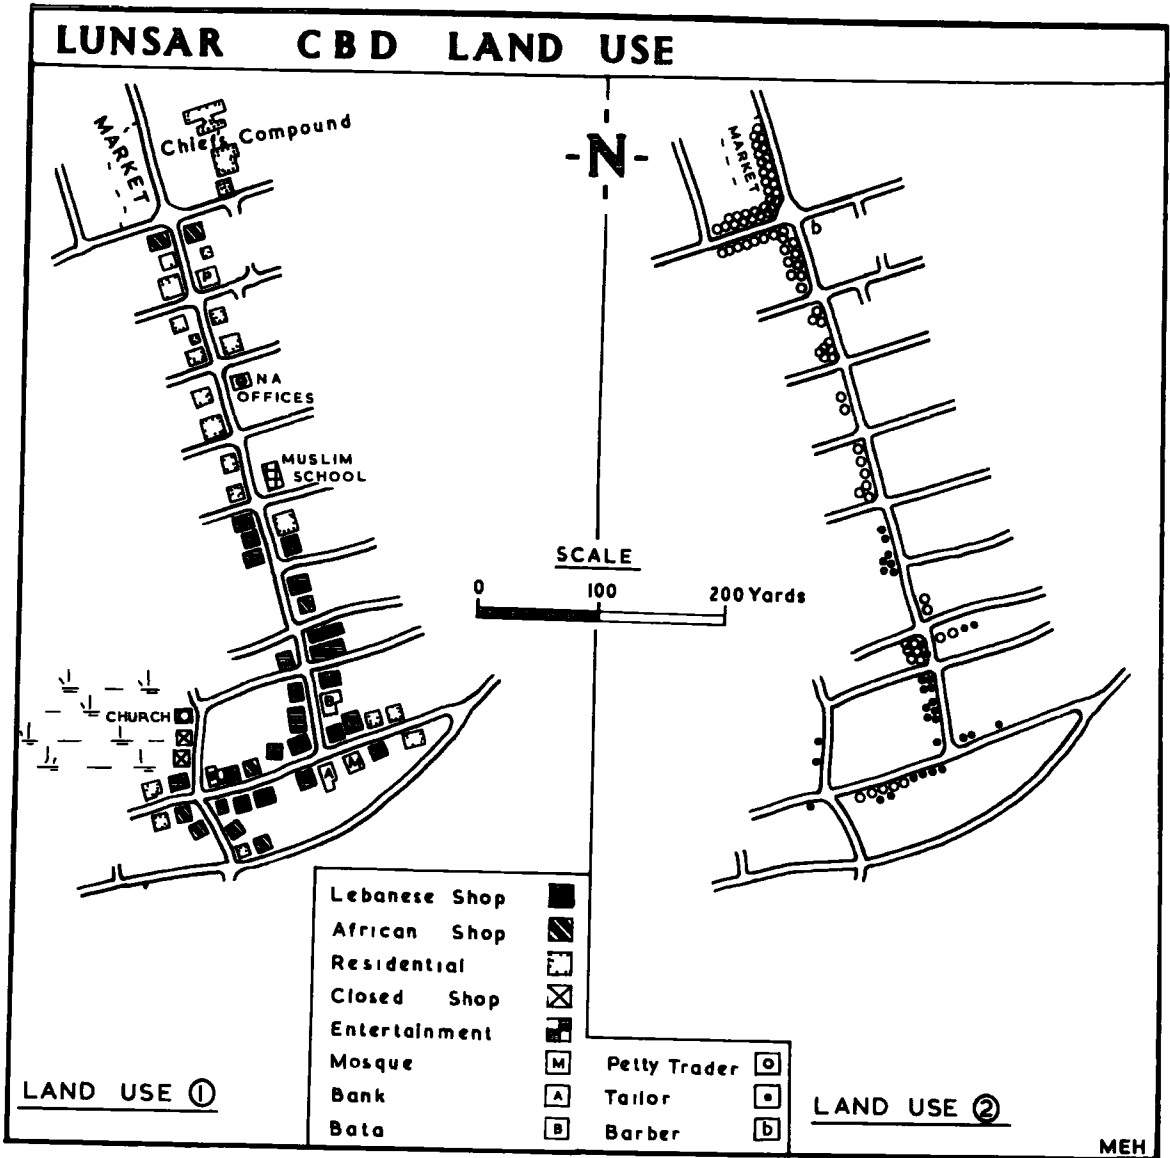 LUNSAR CBD LAND USE
MARKET
Chiefs Compound
-N-
MARKET
b
P
NA
OFFICES
MUSLIM
SCHOOL
SCALE
0 100 200 Yards
B
CHURCH
A
Lebanese Shop
African Shop
Residential
Closed Shop
Entertainment
Mosque M
Bank A
Bata B
Petty Trader
Tailor
Barber b
LAND USE ①
LAND USE ②
MEH